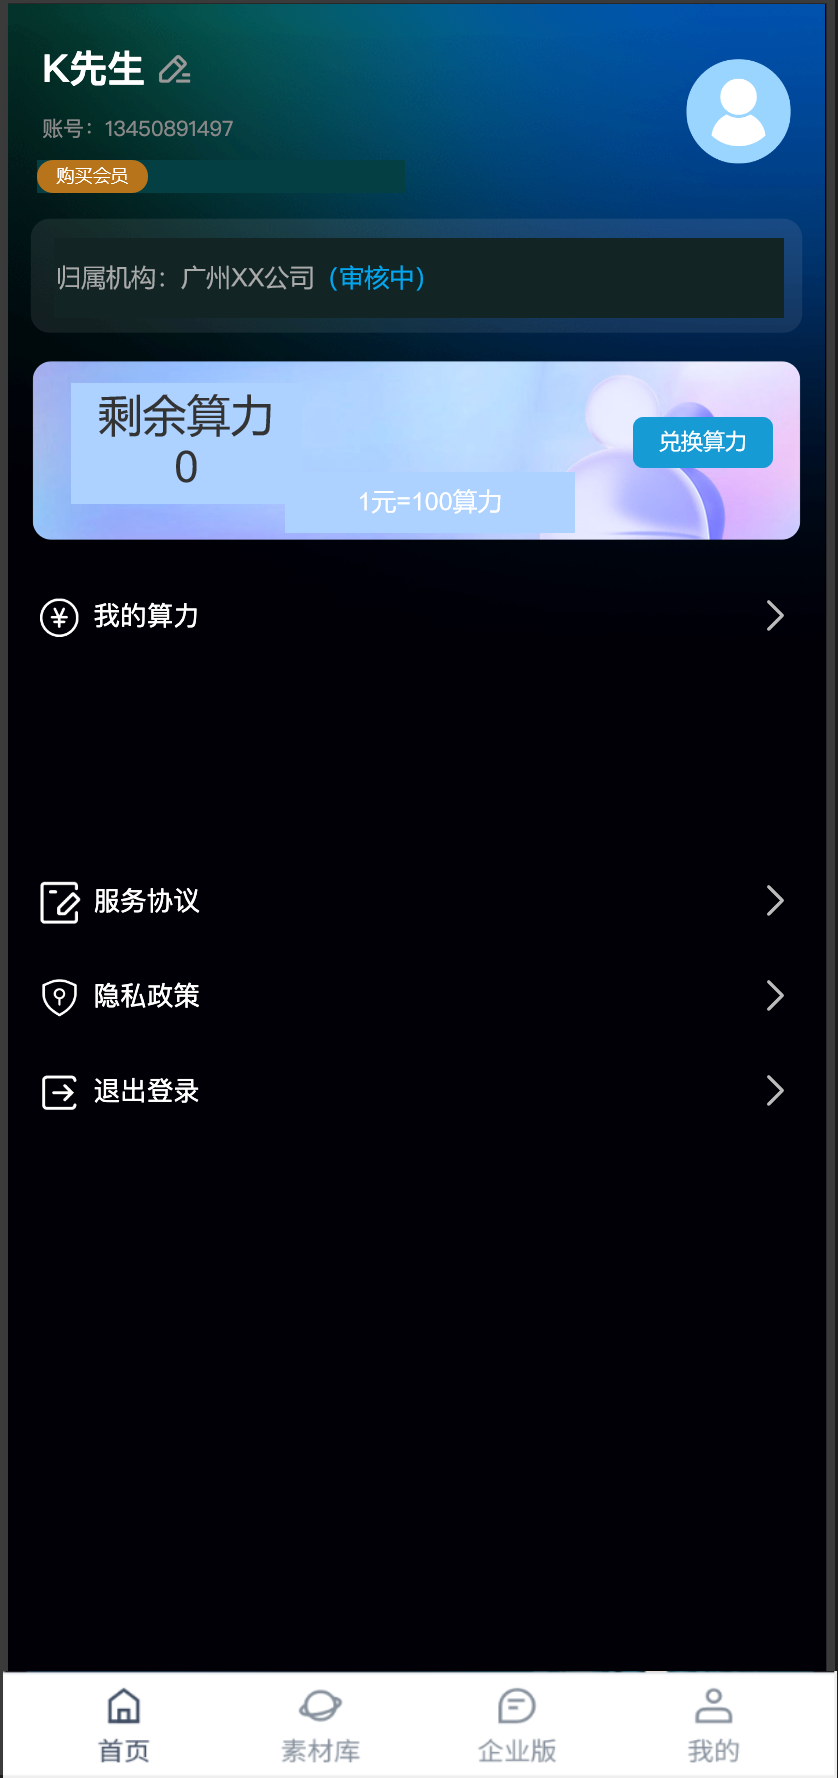 K先生
账号：13450891497
购买会员
归属机构：广州XX公司（审核中）
剩余算力
0
兑换算力
1元=100算力
我的算力
服务协议
隐私政策
退出登录
首页 素材库 企业版 我的